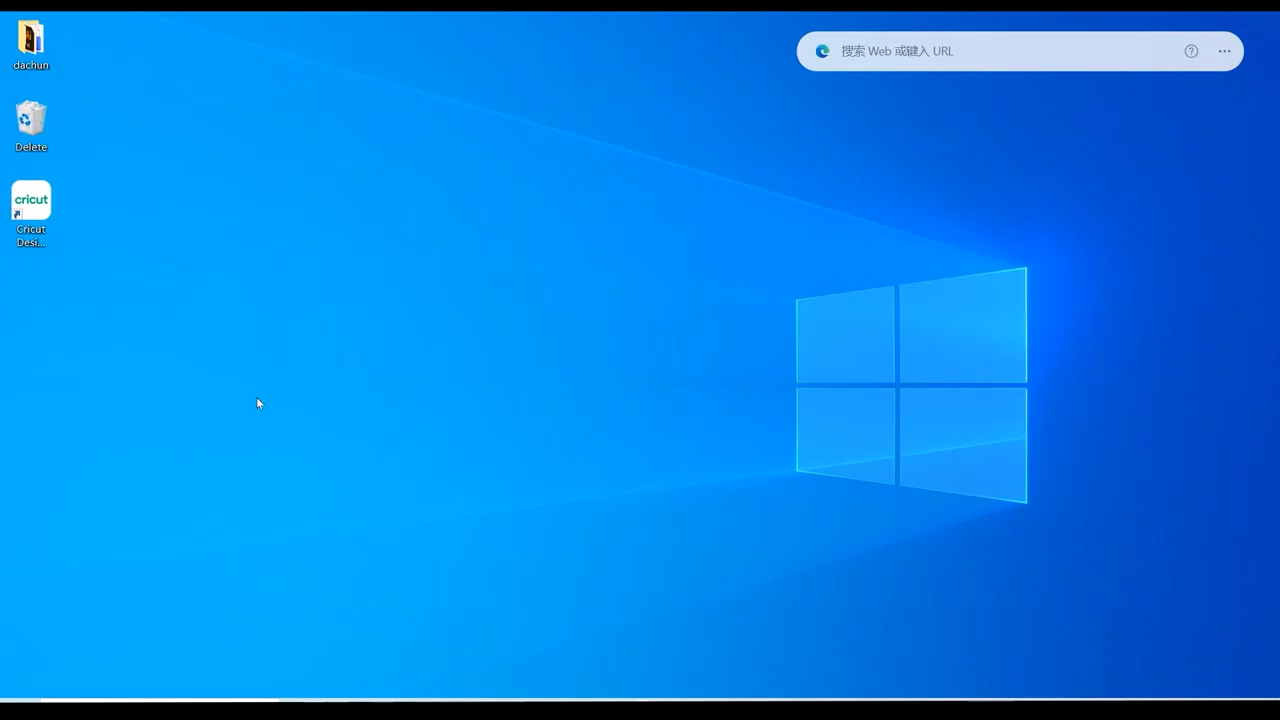 dachun
Delete
cricut
Cricut
Desi...
搜索 Web 或键入 URL